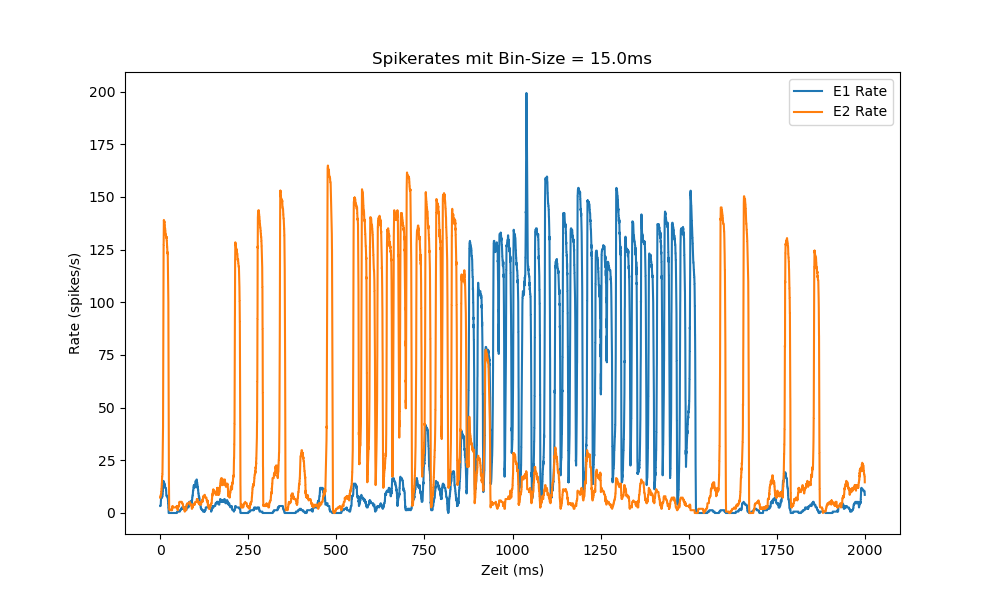 Spikerates mit Bin-Size = 15.0ms
E1 Rate
E2 Rate
200
175
150
125
100
75
50
25
0
Rate (spikes/s)
0 250 500 750 1000 1250 1500 1750 2000
Zeit (ms)